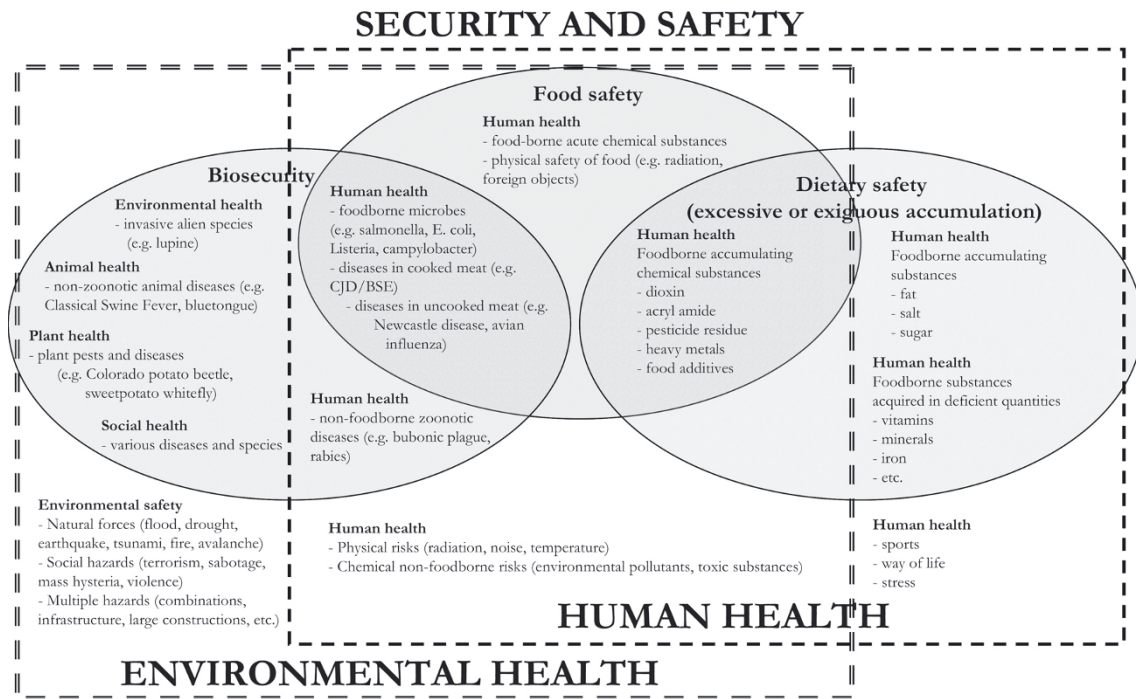 SECURITY AND SAFETY
Food safety
Human health
- food-borne acute chemical substances
- physical safety of food (e.g. radiation,
foreign objects)
Biosecurity
Environmental health
- invasive alien species
(e.g. lupine)
Animal health
- non-zoonotic animal diseases (e.g.
Classical Swine Fever, bluetongue)
Plant health
- plant pests and diseases
(e.g. Colorado potato beetle,
sweetpotato whitefly)
Social health
- various diseases and species
Human health
- foodborne microbes
(e.g. salmonella, E. coli,
Listeria, campylobacter)
- diseases in cooked meat (e.g.
CJD/BSE)
- diseases in uncooked meat (e.g.
Newcastle disease, avian
influenza)
Human health
- non-foodborne zoonotic
diseases (e.g. bubonic plague,
rabies)
Dietary safety
(excessive or exiguous accumulation)
Human health
Foodborne accumulating
chemical substances
- dioxin
- acryl amide
- pesticide residue
- heavy metals
- food additives
Human health
Foodborne accumulating
substances
- fat
- salt
- sugar
Human health
Foodborne substances
acquired in deficient quantities
- vitamins
- minerals
- iron
- etc.
Environmental safety
- Natural forces (flood, drought,
earthquake, tsunami, fire, avalanche)
- Social hazards (terrorism, sabotage,
mass hysteria, violence)
- Multiple hazards (combinations,
infrastructure, large constructions, etc.)
Human health
- Physical risks (radiation, noise, temperature)
- Chemical non-foodborne risks (environmental pollutants, toxic substances)
Human health
- sports
- way of life
- stress
HUMAN HEALTH
ENVIRONMENTAL HEALTH